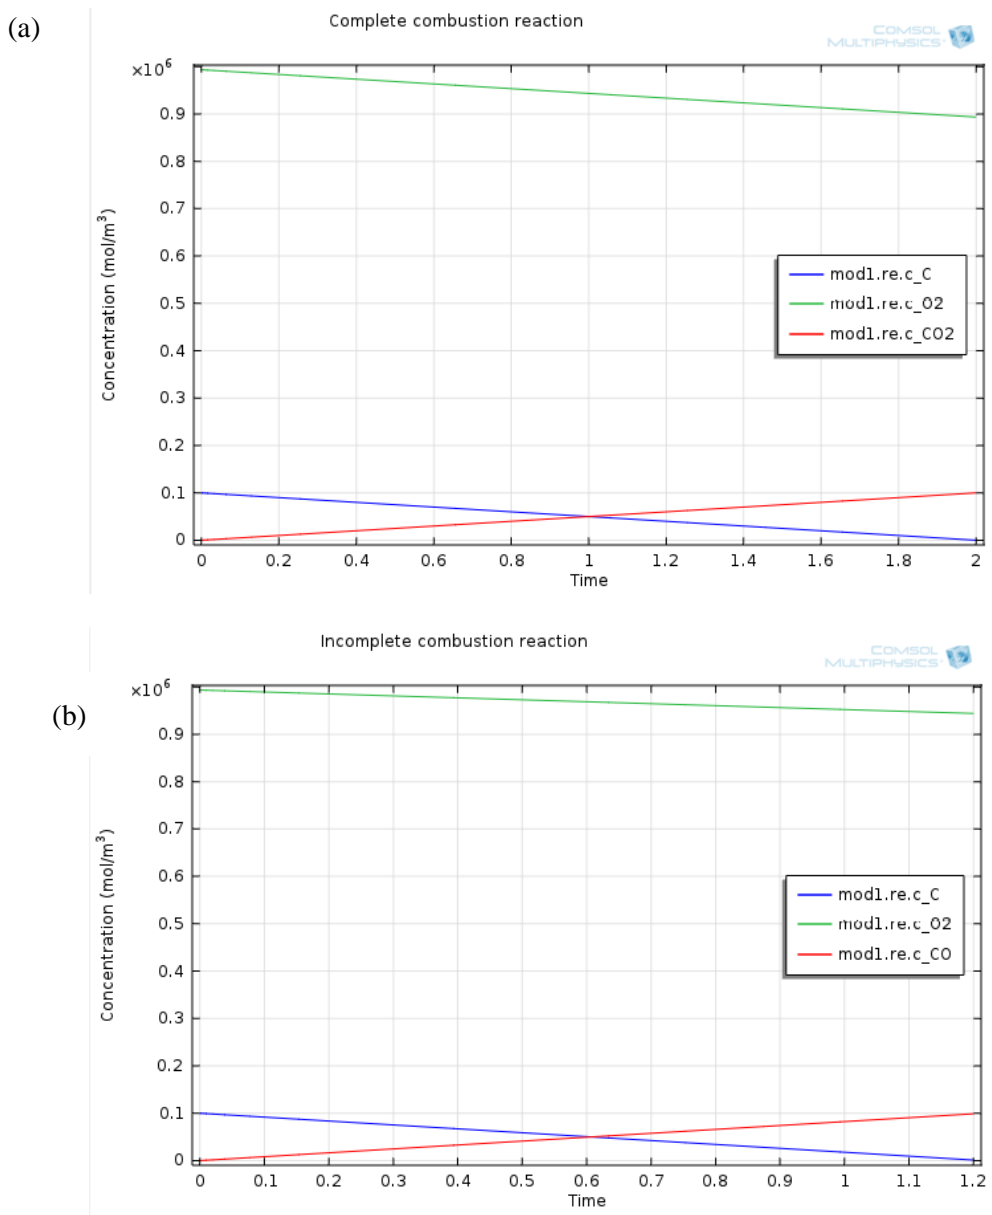 (a)
Complete combustion reaction
COMSOL
MULTIPHYSICS®
×10⁶
0.9
0.8
0.7
0.6
0.5
0.4
0.3
0.2
0.1
0
Concentration (mol/m³)
mod1.re.c_C
mod1.re.c_O2
mod1.re.c_CO2
0 0.2 0.4 0.6 0.8 1 1.2 1.4 1.6 1.8 2
Time
Incomplete combustion reaction
COMSOL
MULTIPHYSICS®
(b)
×10⁶
0.9
0.8
0.7
0.6
0.5
0.4
0.3
0.2
0.1
0
Concentration (mol/m³)
mod1.re.c_C
mod1.re.c_O2
mod1.re.c_CO
0 0.1 0.2 0.3 0.4 0.5 0.6 0.7 0.8 0.9 1 1.1 1.2
Time